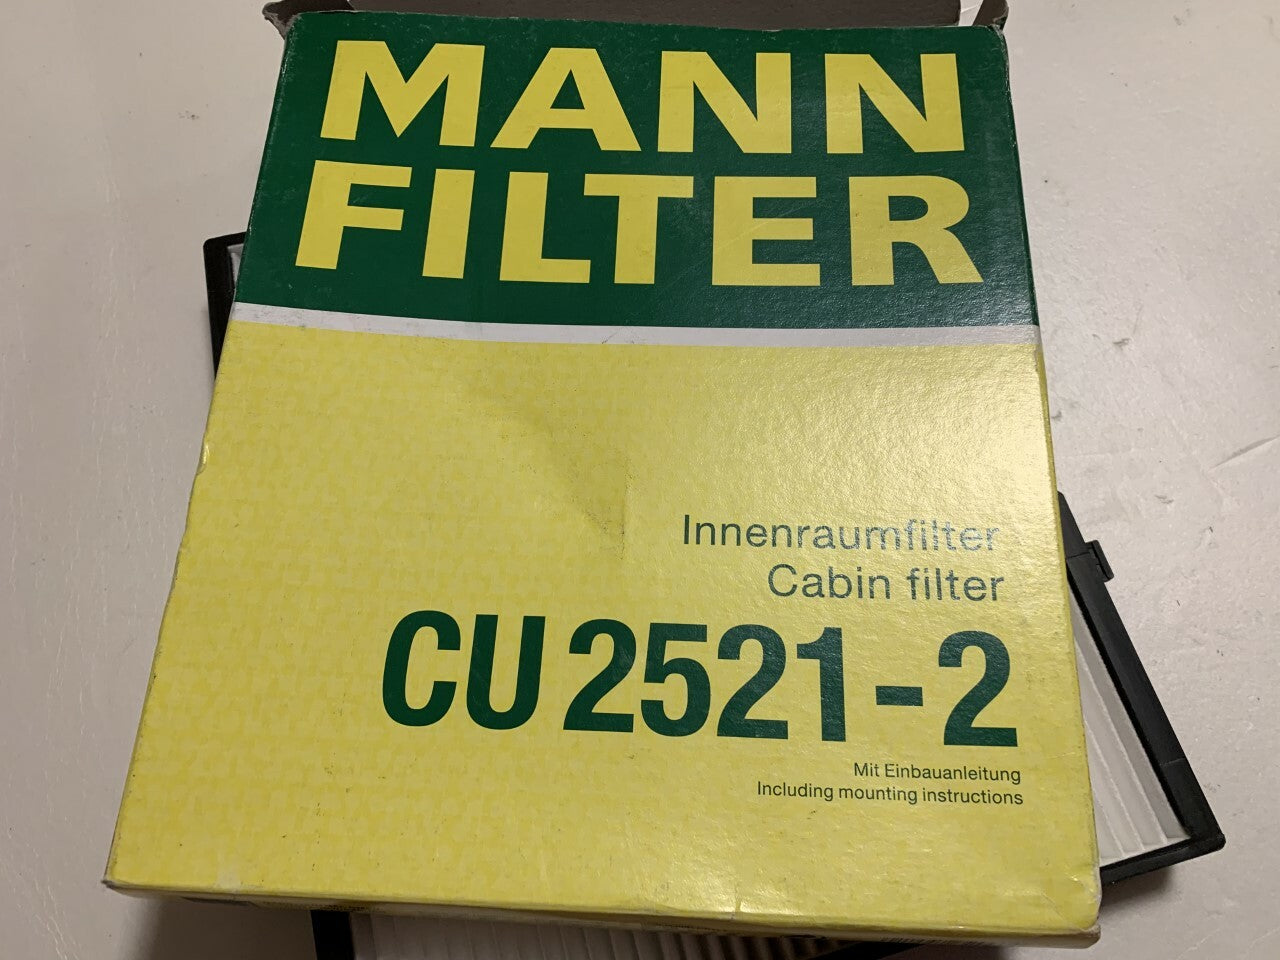 MANN
FILTER
Innenraumfilter
Cabin filter
CU 2521-2
Mit Einbauanleitung
Including mounting instructions